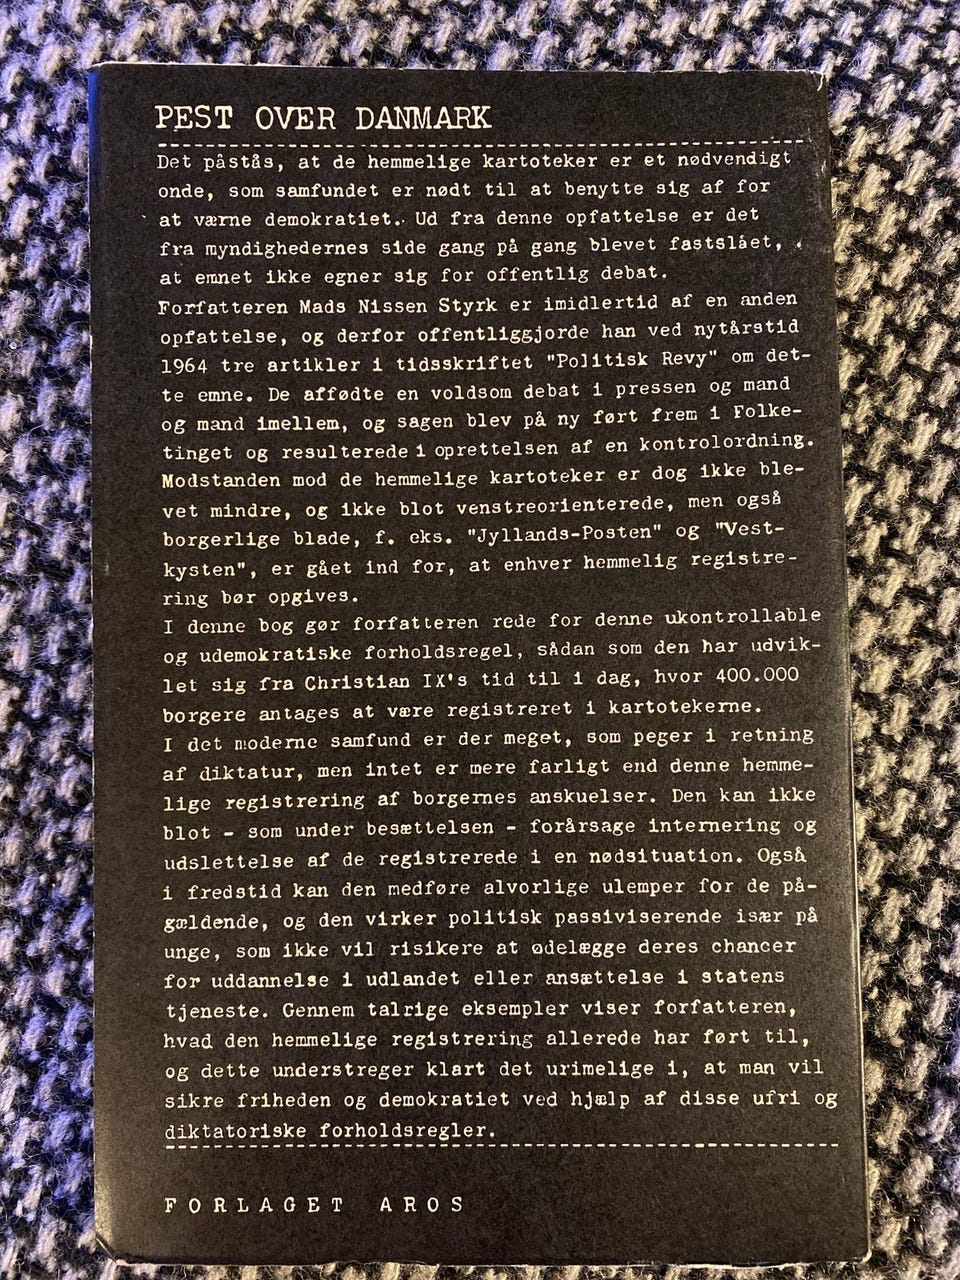 PEST OVER DANMARK
Det påstås, at de hemmelige kartoteker er et nødvendigt
onde, som samfundet er nødt til at benytte sig af for
at værne demokratiet. Ud fra denne opfattelse er det
fra myndighedernes side gang på gang blevet fastslået,
at emnet ikke egner sig for offentlig debat.
Forfatteren Mads Nissen Styrk er imidlertid af en anden
opfattelse, og derfor offentliggjorde han ved nytårstid
1964 tre artikler i tidsskriftet "Politisk Revy" om det-
te emne. De affødte en voldsom debat i pressen og mand
og mand imellem, og sagen blev på ny ført frem i Folke-
tinget og resulterede i oprettelsen af en kontrolordning.
Modstanden mod de hemmelige kartoteker er dog ikke ble-
vet mindre, og ikke blot venstreorienterede, men også
borgerlige blade, f. eks. "Jyllands-Posten" og "Vest-
kysten", er gået ind for, at enhver hemmelig registre-
ring bør opgives.
I denne bog gør forfatteren rede for denne ukontrollable
og udemokratiske forholdsregel, sådan som den har udvik-
let sig fra Christian IX's tid til i dag, hvor 400.000
borgere antages at være registreret i kartotekerne.
I det moderne samfund er der meget, som peger i retning
af diktatur, men intet er mere farligt end denne hemme-
lige registrering af borgernes anskuelser. Den kan ikke
blot - som under besættelsen - forårsage internering og
udslettelse af de registrerede i en nødsituation. Også
i fredstid kan den medføre alvorlige ulemper for de på-
gældende, og den virker politisk passiviserende især på
unge, som ikke vil risikere at ødelægge deres chancer
for uddannelse i udlandet eller ansættelse i statens
tjeneste. Gennem talrige eksempler viser forfatteren,
hvad den hemmelige registrering allerede har ført til,
og dette understreger klart det urimelige i, at man vil
sikre friheden og demokratiet ved hjælp af disse ufri og
diktatoriske forholdsregler.
FORLAGET AROS